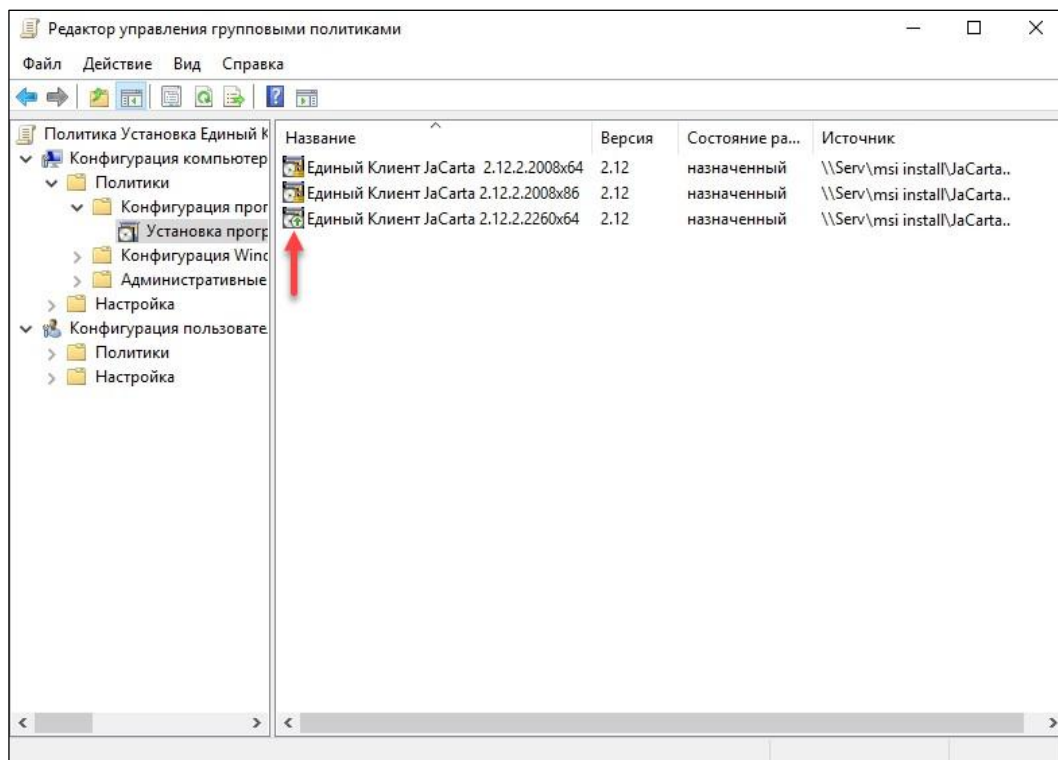 Редактор управления групповыми политиками
Файл Действие Вид Справка
Политика Установка Единый К
Конфигурация компьютер
Политики
Конфигурация прог
Установка прогр
Конфигурация Winc
Административные
Настройка
Конфигурация пользовате
Политики
Настройка
Название Версия Состояние ра... Источник
Единый Клиент JaCarta 2.12.2.2008x64 2.12 назначенный \\Serv\msi install\JaCarta..
Единый Клиент JaCarta 2.12.2.2008x86 2.12 назначенный \\Serv\msi install\JaCarta..
Единый Клиент JaCarta 2.12.2.2260x64 2.12 назначенный \\Serv\msi install\JaCarta..